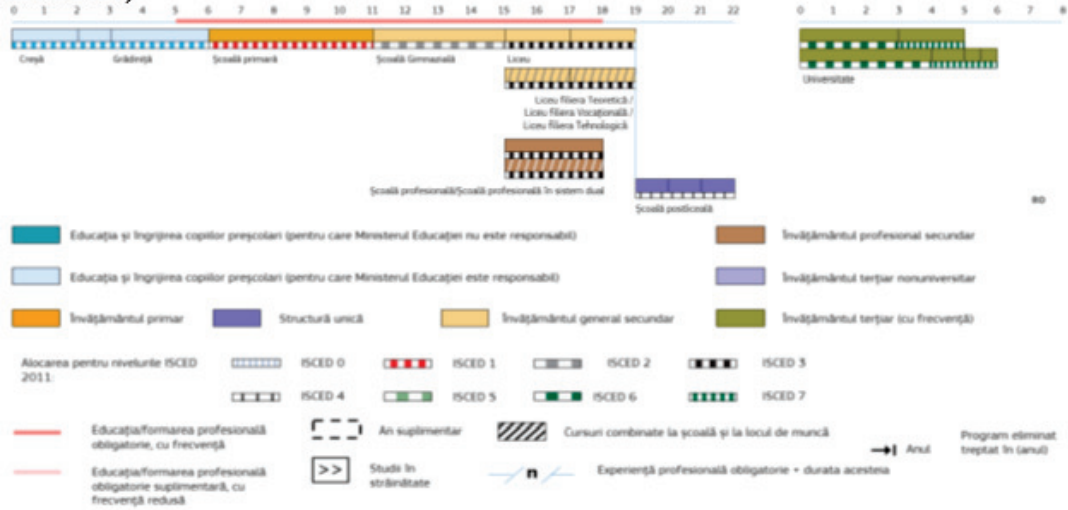 0 1 2 3 4 5 6 7 8 9 10 11 12 13 14 15 16 17 18 19 20 21 22
0 1 2 3 4 5 6 7 8
Creșă Grădiniță Școală primară Școală Gimnazială Liceu
Universitate
Liceu filiera Teoretică /
Liceu filiera Vocațională /
Liceu filiera Tehnologică
Școală profesională/Școală profesională în sistem dual
Școală postliceală
RO
Educația și îngrijirea copiilor preșcolari (pentru care Ministerul Educației nu este responsabil)
Învățământul profesional secundar
Educația și îngrijirea copiilor preșcolari (pentru care Ministerul Educației este responsabil)
Învățământul terțiar nonuniversitar
Învățământul primar
Structură unică
Învățământul general secundar
Învățământul terțiar (cu frecvență)
Alocarea pentru nivelurile ISCED
2011:
ISCED 0 ISCED 1 ISCED 2 ISCED 3
ISCED 4 ISCED 5 ISCED 6 ISCED 7
Educația/formarea profesională
obligatorie, cu frecvență
An suplimentar
Cursuri combinate la școală și la locul de muncă
Anul
Program eliminat
treptat în (anul)
Educația/formarea profesională
obligatorie suplimentară, cu
frecvență redusă
>>
Studii în
străinătate
n
Experiență profesională obligatorie + durata acesteia